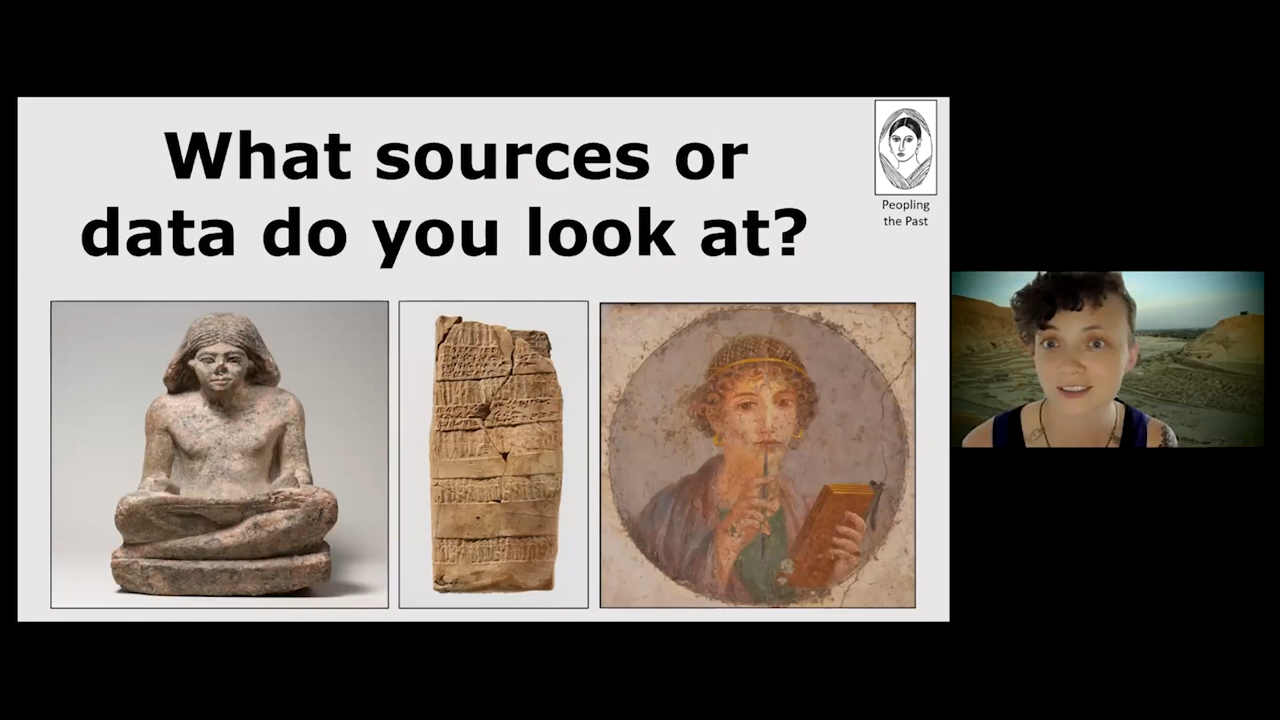 What sources or
data do you look at?
Peopling
the Past